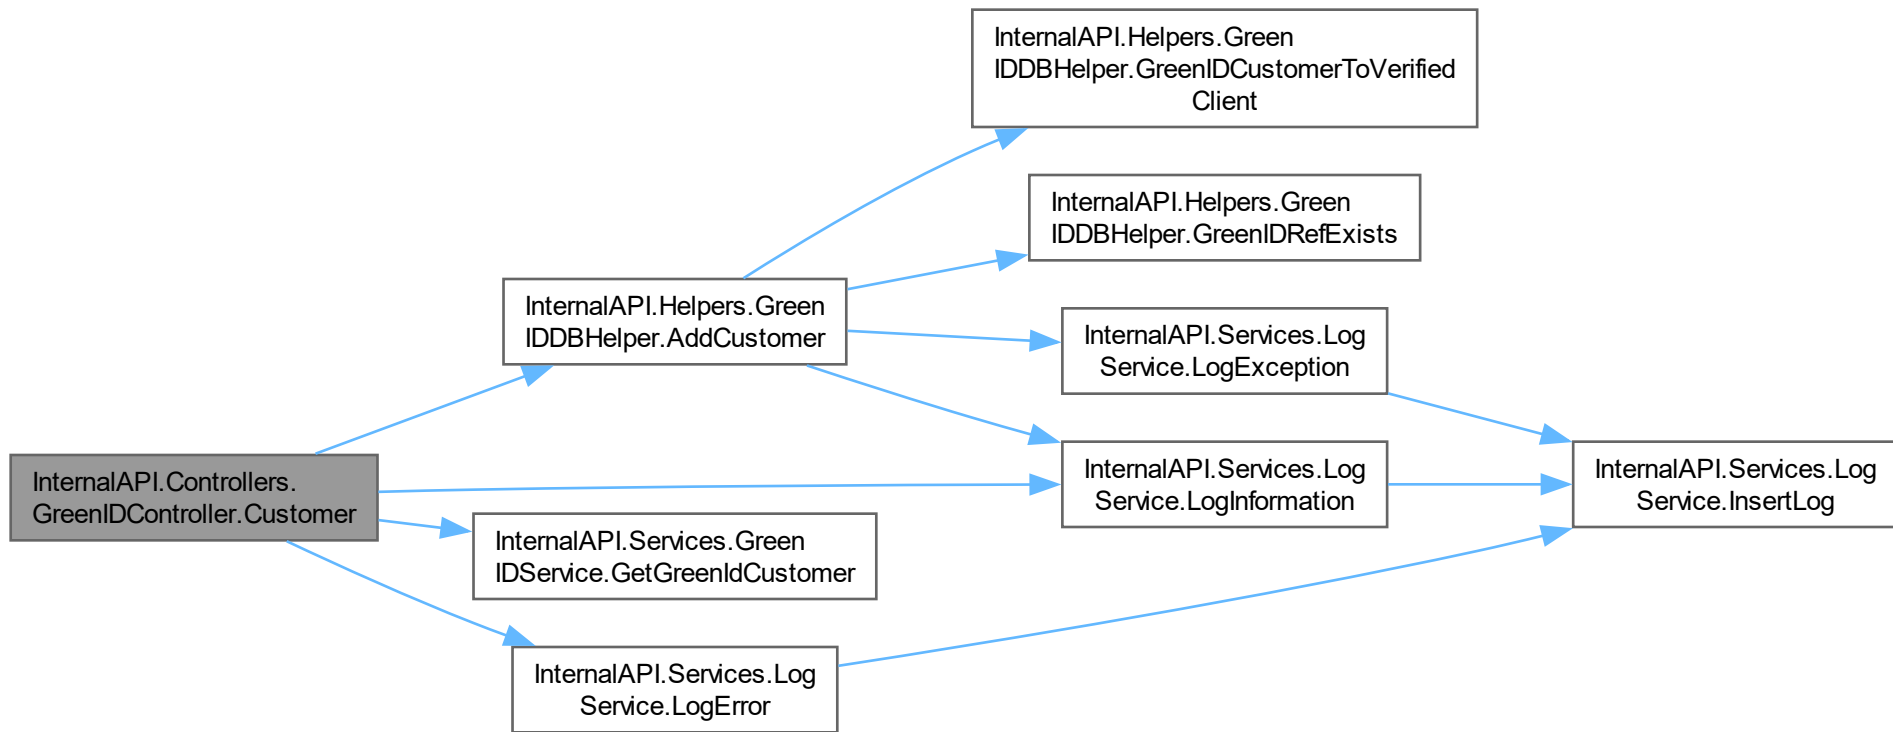 InternalAPI.Helpers.Green
IDDBHelper.GreenIDCustomerToVerified
Client
InternalAPI.Helpers.Green
IDDBHelper.GreenIDRefExists
InternalAPI.Helpers.Green
IDDBHelper.AddCustomer
InternalAPI.Services.Log
Service.LogException
InternalAPI.Controllers.
GreenIDController.Customer
InternalAPI.Services.Log
Service.LogInformation
InternalAPI.Services.Log
Service.InsertLog
InternalAPI.Services.Green
IDService.GetGreenIdCustomer
InternalAPI.Services.Log
Service.LogError